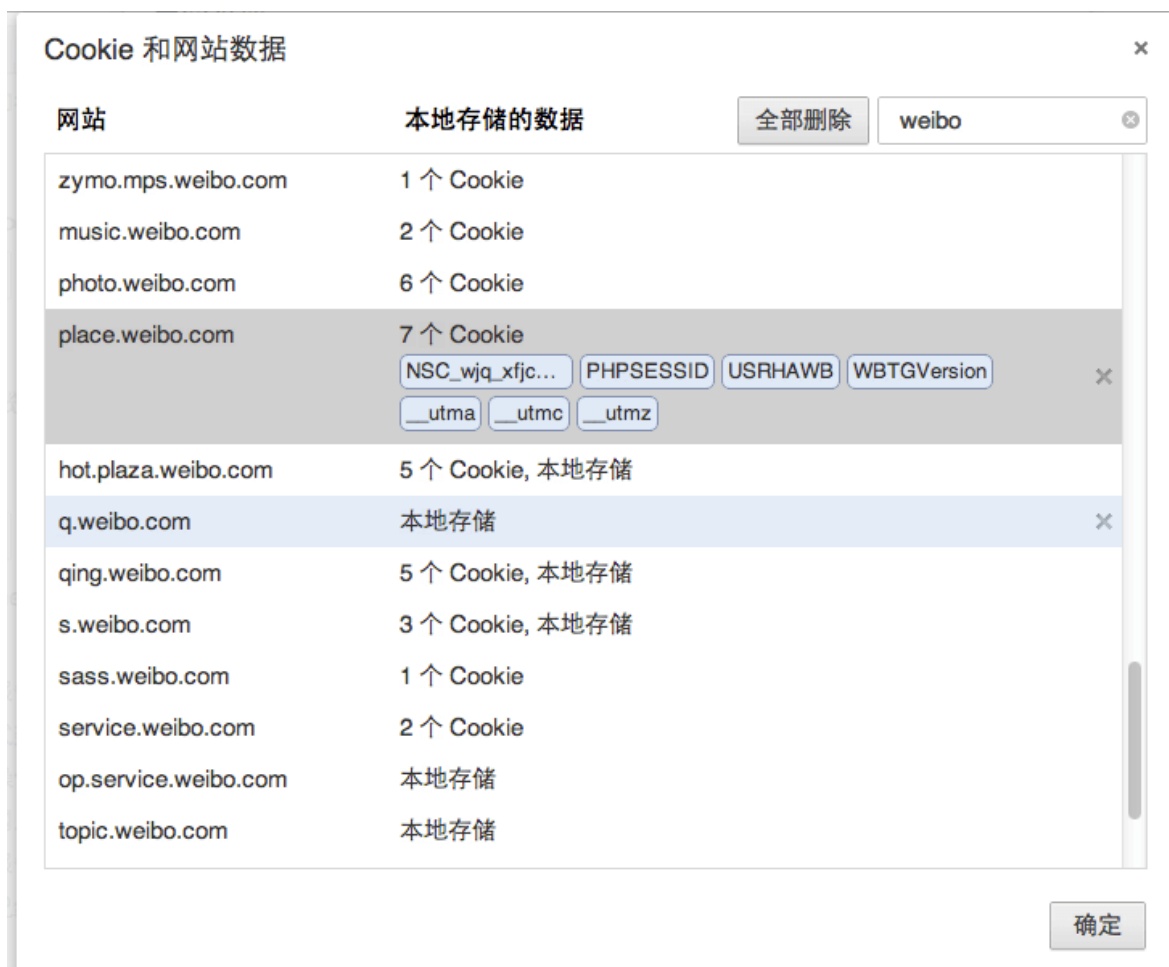 Cookie 和网站数据
网站 本地存储的数据 全部删除 weibo
zymo.mps.weibo.com 1 个 Cookie
music.weibo.com 2 个 Cookie
photo.weibo.com 6 个 Cookie
place.weibo.com 7 个 Cookie
NSC_wjq_xfjc... PHPSESSID USRHAWB WBTGVersion
__utma __utmc __utmz
hot.plaza.weibo.com 5 个 Cookie, 本地存储
q.weibo.com 本地存储
qing.weibo.com 5 个 Cookie, 本地存储
s.weibo.com 3 个 Cookie, 本地存储
sass.weibo.com 1 个 Cookie
service.weibo.com 2 个 Cookie
op.service.weibo.com 本地存储
topic.weibo.com 本地存储
确定